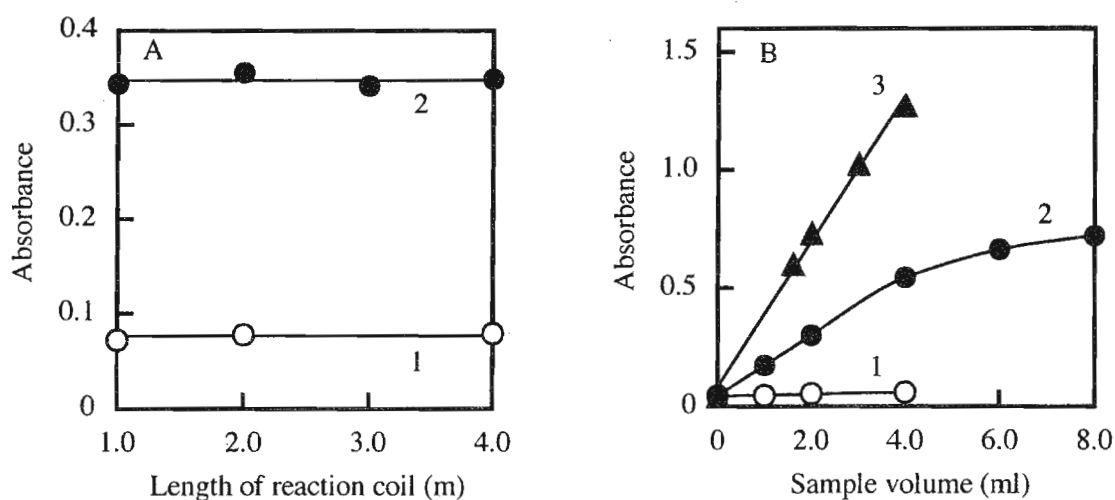 A
0.4
0.3
0.2
0.1
0
Absorbance
2
1
1.0 2.0 3.0 4.0
Length of reaction coil (m)
B
1.5
1.0
0.5
0
Absorbance
3
2
1
0 2.0 4.0 6.0 8.0
Sample volume (ml)